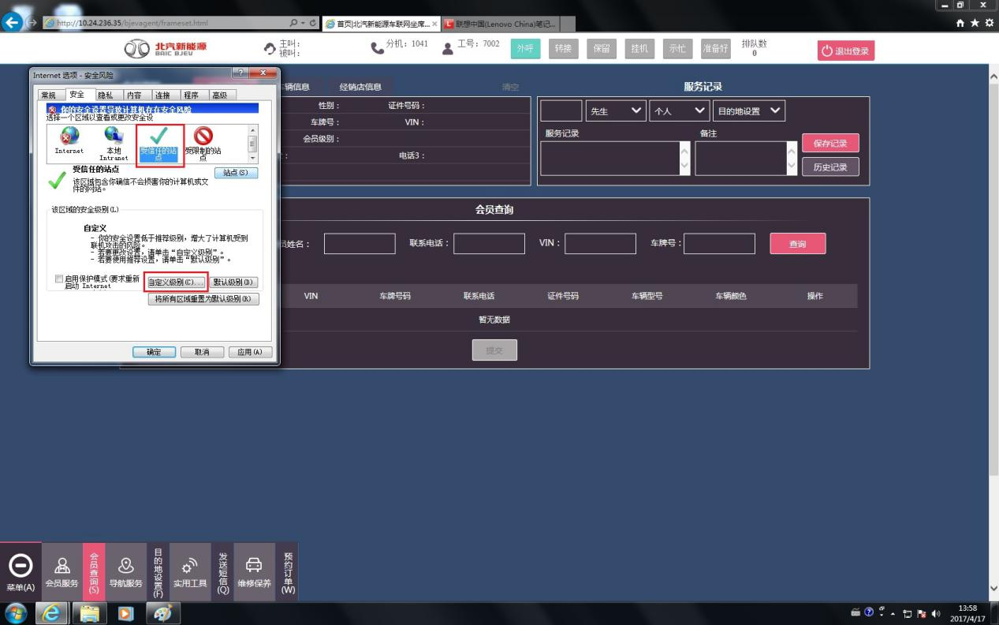 http://10.24.236.35/bjevagent/frameset.html
首页|北汽新能源车联网坐席...
联想中国(Lenovo China)笔记...
北汽新能源
BAIC BJEV
主叫：
被叫：
分机：1041
工号：7002
外呼
转接
保留
挂机
示忙
准备好
排队数
0
退出登录
Internet 选项 - 安全风险
常规
安全
隐私
内容
连接
程序
高级
你的安全设置导致计算机存在安全风险
选择一个区域以查看或更改安全设
Internet
本地
Intranet
受信任的站
点
受限制的站
点
受信任的站点
站点(S)
该区域包含你确信不会损害你的计算机或文
件的网站。
该区域的安全级别(L)
自定义
- 你的安全设置低于推荐级别，增大了计算机受到
联机攻击的风险。
- 若要更改设置，请单击“自定义级别”。
- 若要使用推荐设置，请单击“默认级别”。
启用保护模式(要求重新
启动 Internet
自定义级别(C)...
默认级别(D)
将所有区域重置为默认级别(R)
确定
取消
应用(A)
车辆信息
经销店信息
清空
性别：
证件号码：
车牌号：
VIN：
会员级别：
电话3：
服务记录
先生
个人
目的地设置
服务记录
备注
保存记录
历史记录
会员查询
员姓名：
联系电话：
VIN：
车牌号：
查询
VIN
车牌号码
联系电话
证件号码
车辆型号
车辆颜色
操作
暂无数据
提交
菜单(A)
会员服务
会员查询(S)
导航服务
目的地设置(F)
实用工具
发送短信(Q)
维修保养
预约订单(W)
13:58
2017/4/17